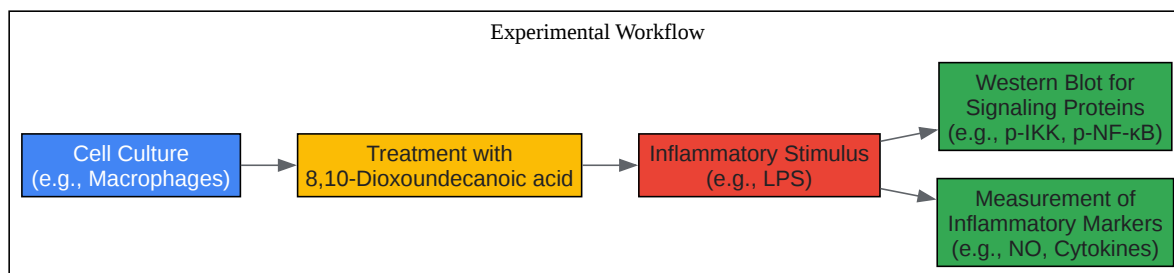 Experimental Workflow
Cell Culture
(e.g., Macrophages)
Treatment with
8,10-Dioxoundecanoic acid
Inflammatory Stimulus
(e.g., LPS)
Western Blot for
Signaling Proteins
(e.g., p-IKK, p-NF-κB)
Measurement of
Inflammatory Markers
(e.g., NO, Cytokines)